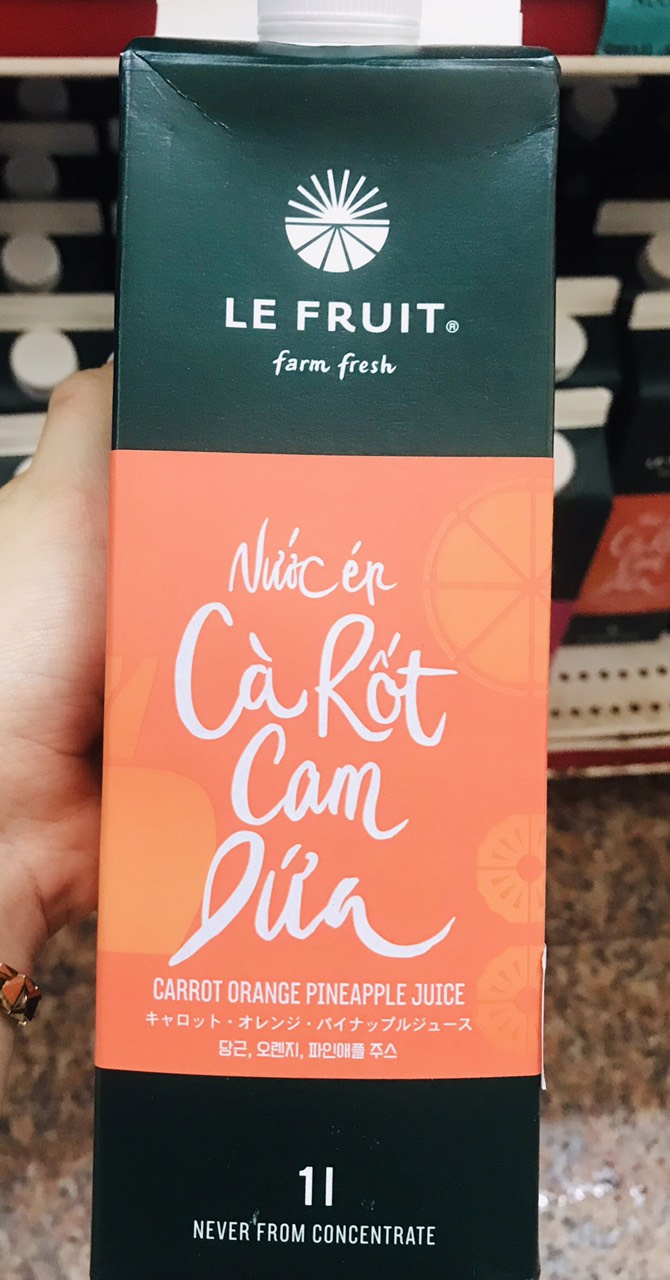 LE FRUIT®
farm fresh
Nước ép
Cà Rốt
Cam
Dứa
CARROT ORANGE PINEAPPLE JUICE
キャロット・オレンジ・パイナップルジュース
당근, 오렌지, 파인애플 주스
1l
NEVER FROM CONCENTRATE